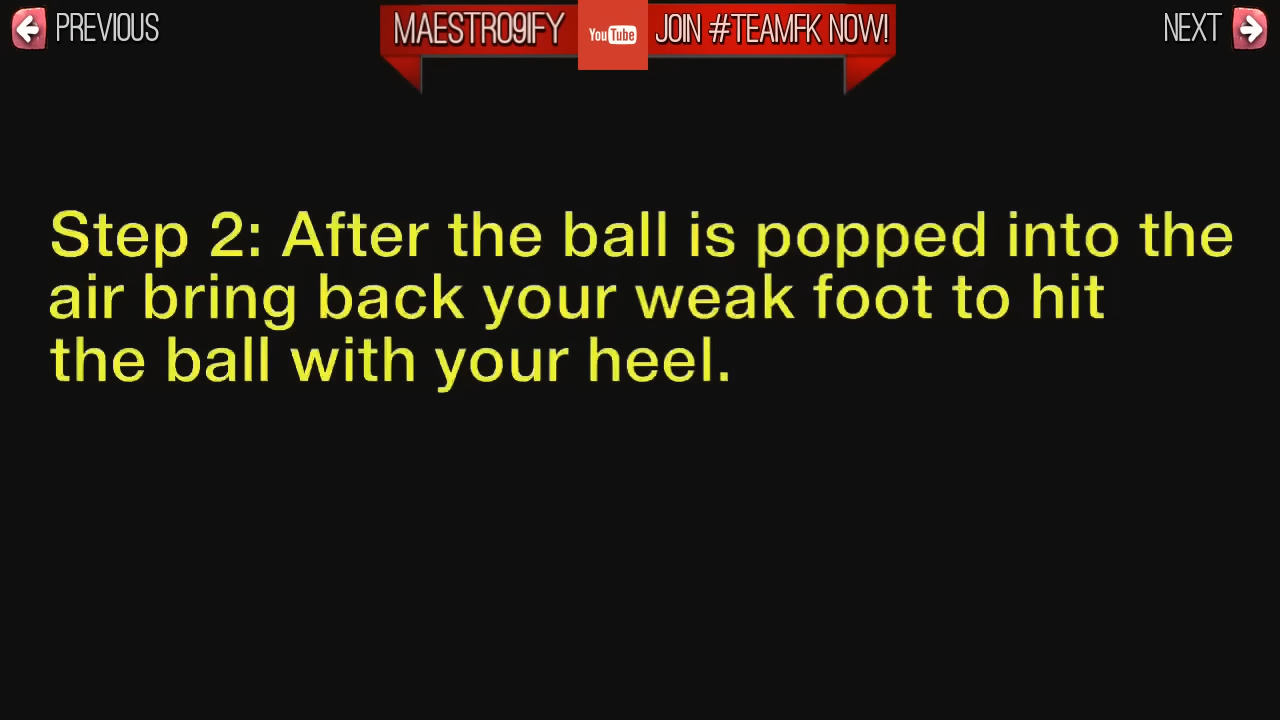 PREVIOUS
MAESTRO9IFY
YouTube
JOIN #TEAMFK NOW!
NEXT
Step 2: After the ball is popped into the
air bring back your weak foot to hit
the ball with your heel.